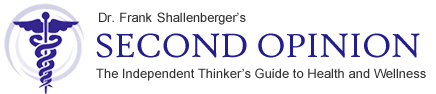 Dr. Frank Shallenberger's
SECOND OPINION
The Independent Thinker's Guide to Health and Wellness